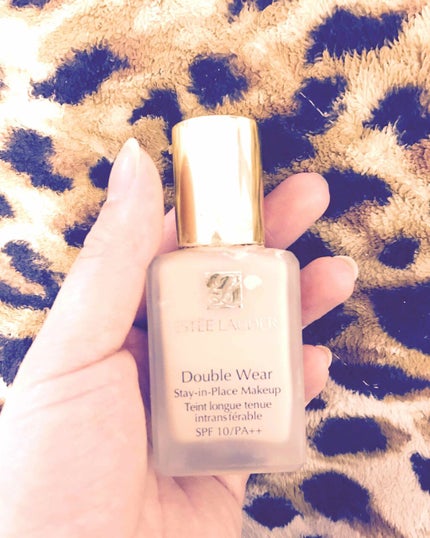 ESTĒE LAUDER
Double Wear
Stay-in-Place Makeup
Teint longue tenue
intransférable
SPF 10/PA++